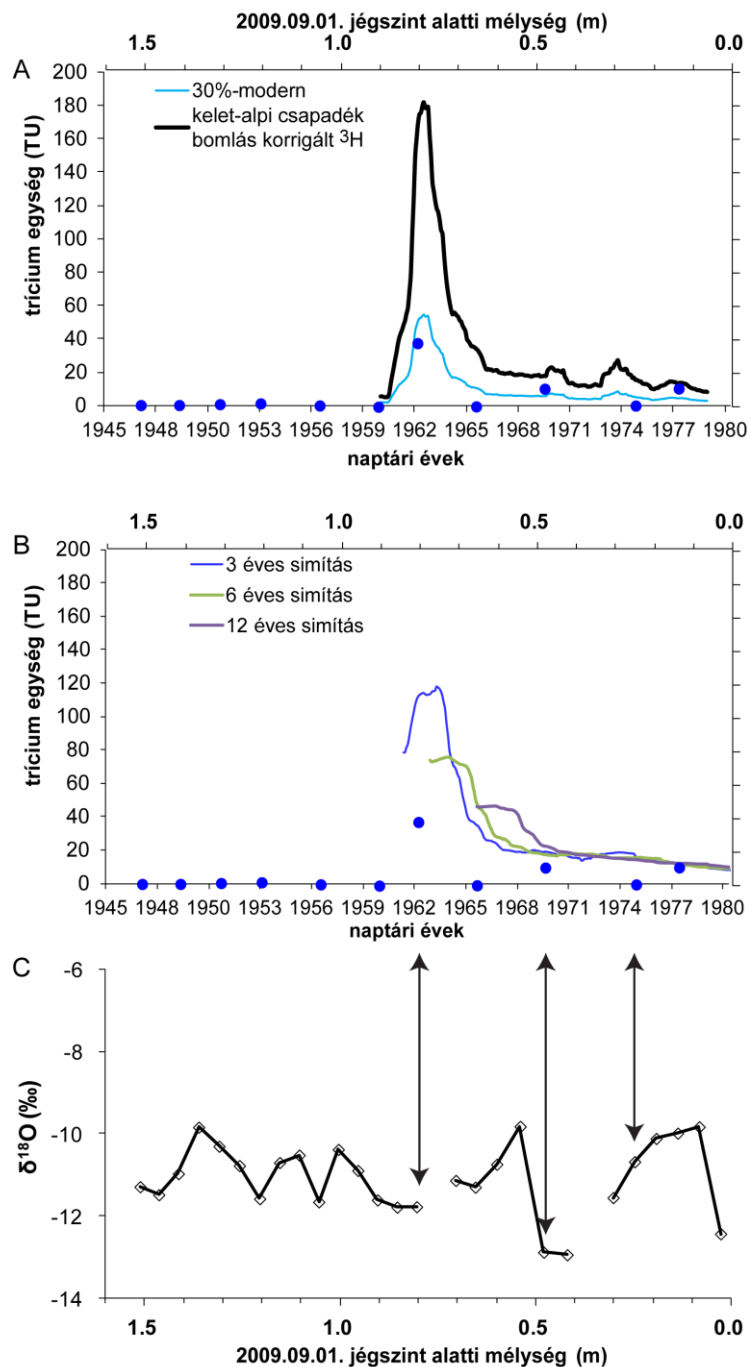 2009.09.01. jégszint alatti mélység (m)
1.5 1.0 0.5 0.0
A
200
180
160
140
120
100
80
60
40
20
0
trícium egység (TU)
30%-modern
kelet-alpi csapadék
bomlás korrigált ³H
1945 1948 1950 1953 1956 1959 1962 1965 1968 1971 1974 1977 1980
naptári évek
1.5 1.0 0.5 0.0
B
200
180
160
140
120
100
80
60
40
20
0
trícium egység (TU)
3 éves simítás
6 éves simítás
12 éves simítás
1945 1948 1950 1953 1956 1959 1962 1965 1968 1971 1974 1977 1980
naptári évek
C
-6
-8
-10
-12
-14
δ¹⁸O (‰)
1.5 1.0 0.5 0.0
2009.09.01. jégszint alatti mélység (m)